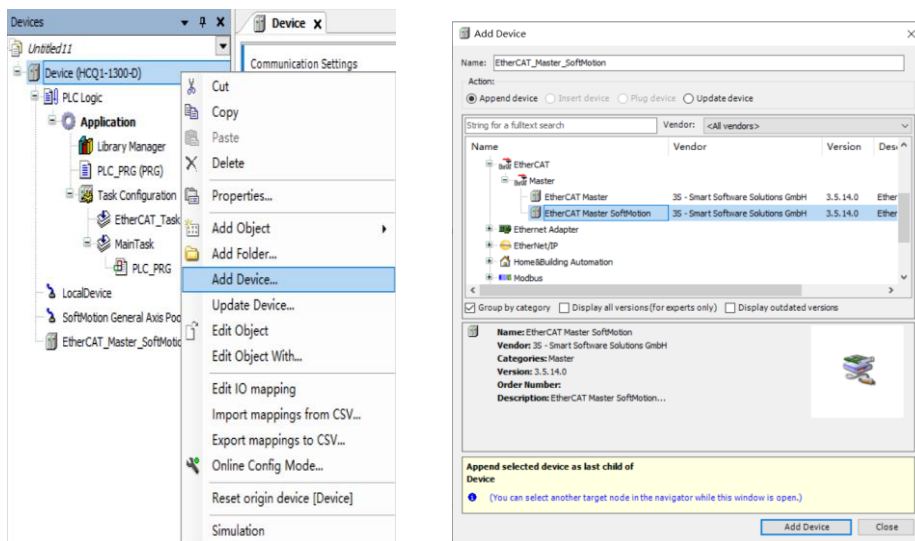 Devices
Untitled11
Device (HCQ1-1300-D)
PLC Logic
Application
Library Manager
PLC_PRG (PRG)
Task Configuration
EtherCAT_Task
MainTask
PLC_PRG
LocalDevice
SoftMotion General Axis Poo
EtherCAT_Master_SoftMotio
Device
Communication Settings
Cut
Copy
Paste
Delete
Properties...
Add Object
Add Folder...
Add Device...
Update Device...
Edit Object
Edit Object With...
Edit IO mapping
Import mappings from CSV...
Export mappings to CSV...
Online Config Mode...
Reset origin device [Device]
Simulation
Add Device
Name: EtherCAT_Master_SoftMotion
Action:
Append device Insert device Plug device Update device
String for a fulltext search Vendor: <All vendors>
Name Vendor Version Desc
EtherCAT
Master
EtherCAT Master 3S - Smart Software Solutions GmbH 3.5.14.0 Ether
EtherCAT Master SoftMotion 3S - Smart Software Solutions GmbH 3.5.14.0 Ether
Ethernet Adapter
EtherNet/IP
Home&Building Automation
Modbus
Group by category Display all versions(for experts only) Display outdated versions
Name: EtherCAT Master SoftMotion
Vendor: 3S - Smart Software Solutions GmbH
Categories: Master
Version: 3.5.14.0
Order Number:
Description: EtherCAT Master SoftMotion...
Append selected device as last child of
Device
(You can select another target node in the navigator while this window is open.)
Add Device Close